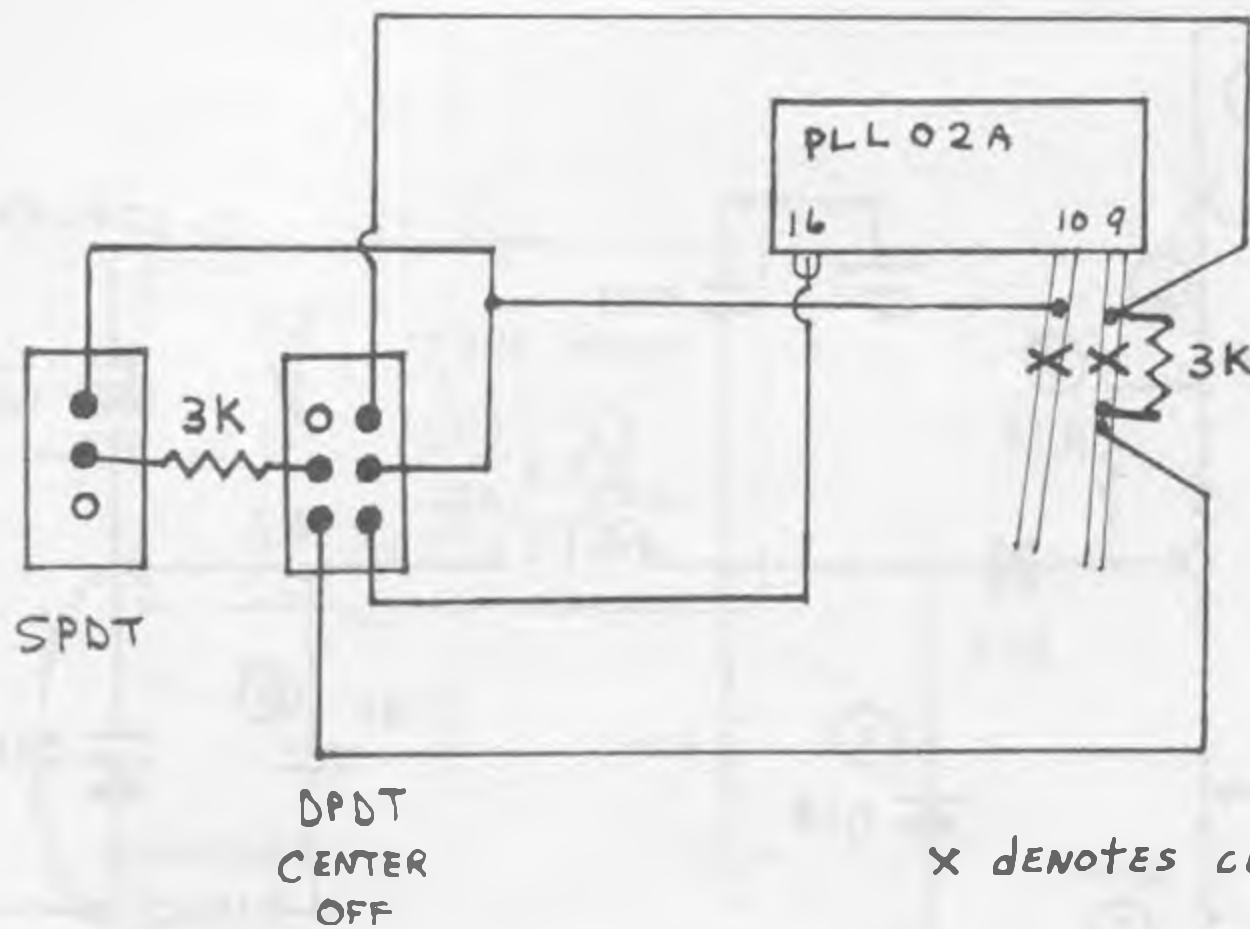 PLL 02A
16 10 9
3K
3K
SPDT
DPDT
CENTER
OFF
X dENOTES